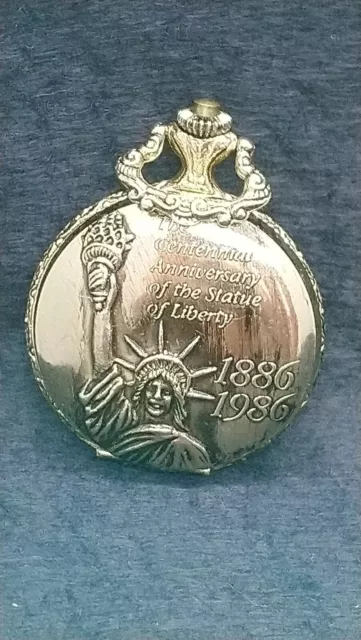 The
Centennial
Anniversary
Of the Statue
Of Liberty
1886
1986